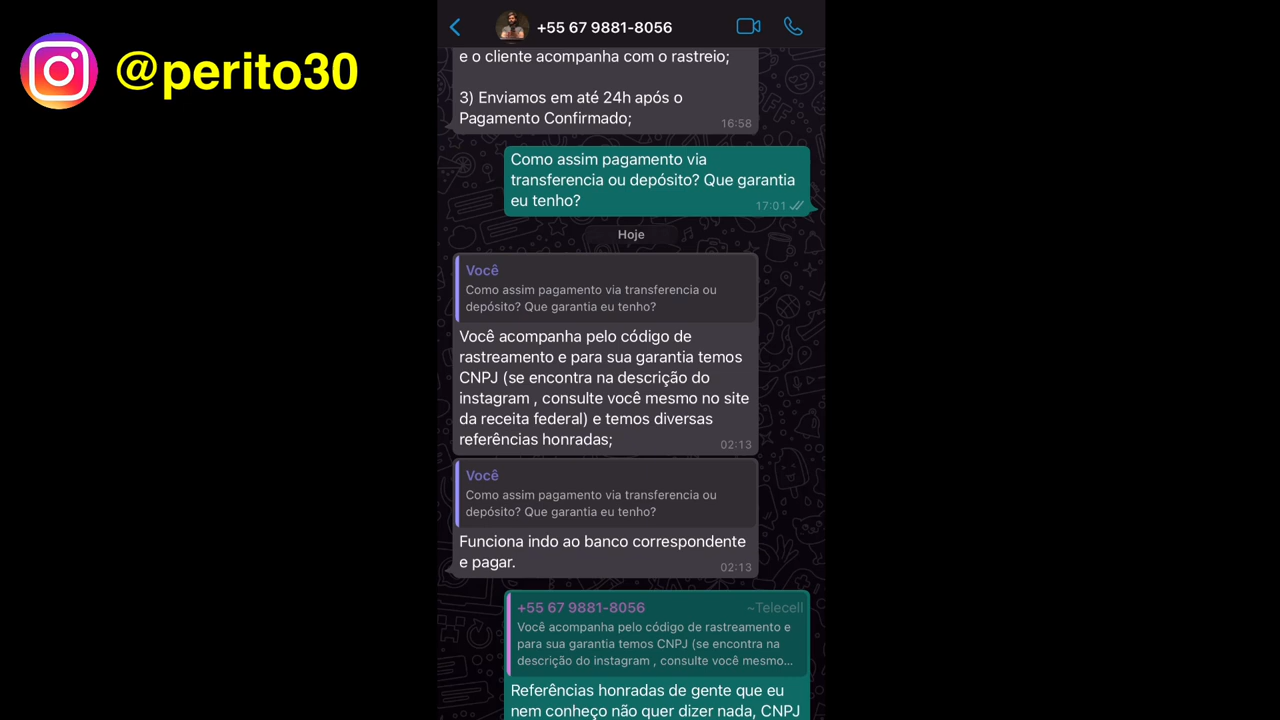 @perito30
+55 67 9881-8056
e o cliente acompanha com o rastreio;
3) Enviamos em até 24h após o
Pagamento Confirmado;
16:58
Como assim pagamento via
transferencia ou depósito? Que garantia
eu tenho?
17:01
Hoje
Você
Como assim pagamento via transferencia ou
depósito? Que garantia eu tenho?
Você acompanha pelo código de
rastreamento e para sua garantia temos
CNPJ (se encontra na descrição do
instagram , consulte você mesmo no site
da receita federal) e temos diversas
referências honradas;
02:13
Você
Como assim pagamento via transferencia ou
depósito? Que garantia eu tenho?
Funciona indo ao banco correspondente
e pagar.
02:13
+55 67 9881-8056 ~Telecell
Você acompanha pelo código de rastreamento e
para sua garantia temos CNPJ (se encontra na
descrição do instagram , consulte você mesmo...
Referências honradas de gente que eu
nem conheço não quer dizer nada, CNPJ